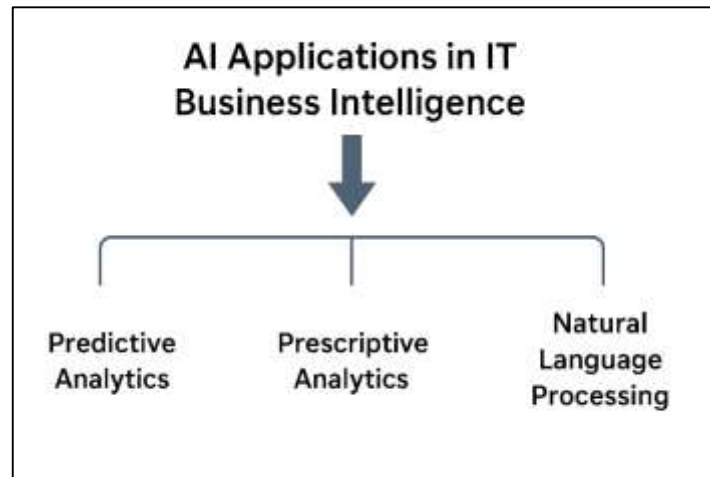 AI Applications in IT
Business Intelligence
Predictive
Analytics
Prescriptive
Analytics
Natural
Language
Processing